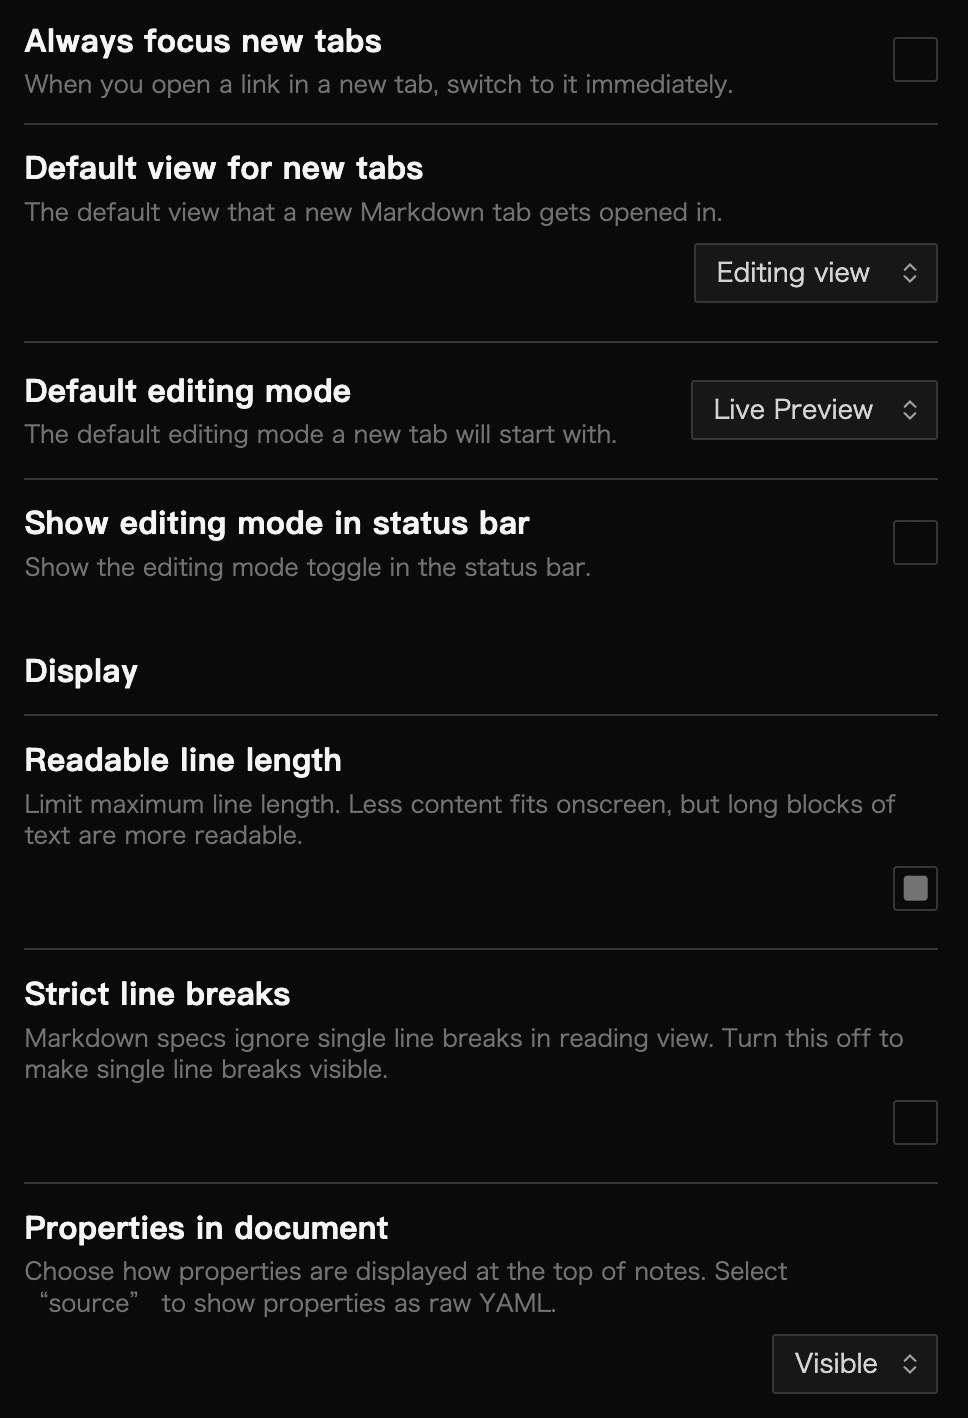 Always focus new tabs
When you open a link in a new tab, switch to it immediately.
Default view for new tabs
The default view that a new Markdown tab gets opened in.
Editing view
Default editing mode
The default editing mode a new tab will start with.
Live Preview
Show editing mode in status bar
Show the editing mode toggle in the status bar.
Display
Readable line length
Limit maximum line length. Less content fits onscreen, but long blocks of
text are more readable.
Strict line breaks
Markdown specs ignore single line breaks in reading view. Turn this off to
make single line breaks visible.
Properties in document
Choose how properties are displayed at the top of notes. Select
“source” to show properties as raw YAML.
Visible